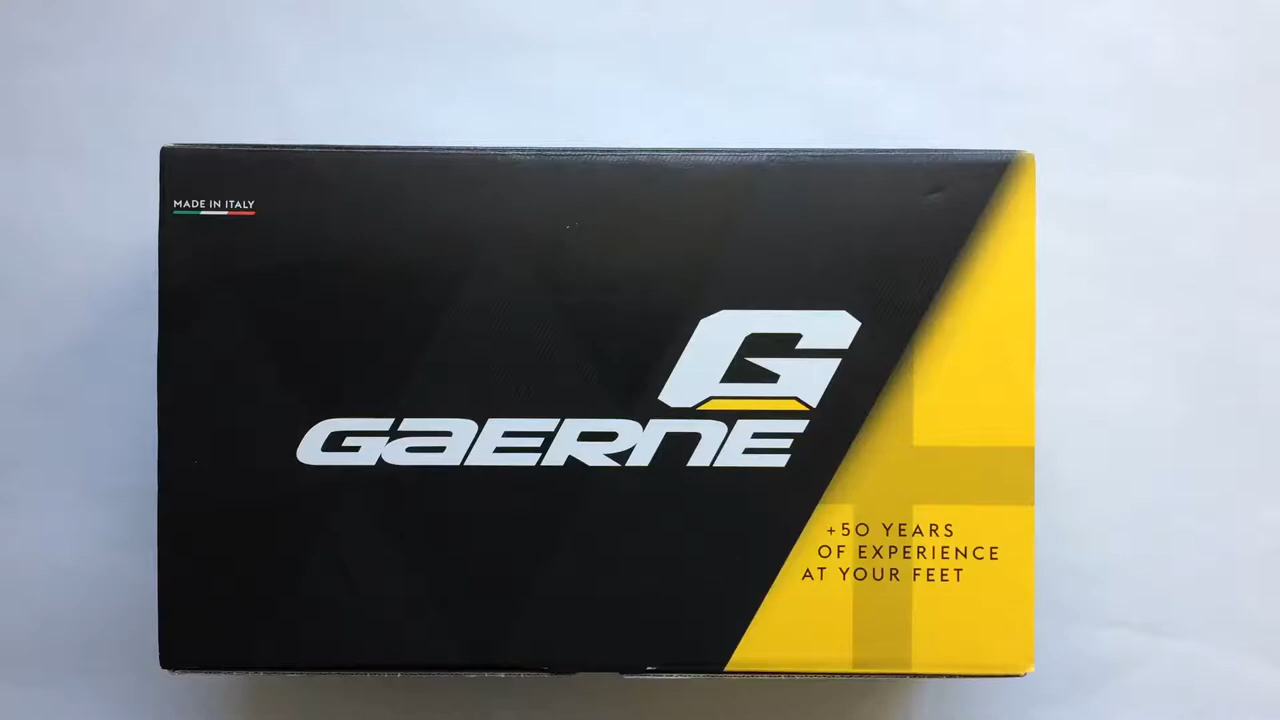 MADE IN ITALY
G
GAERNE
+50 YEARS
OF EXPERIENCE
AT YOUR FEET